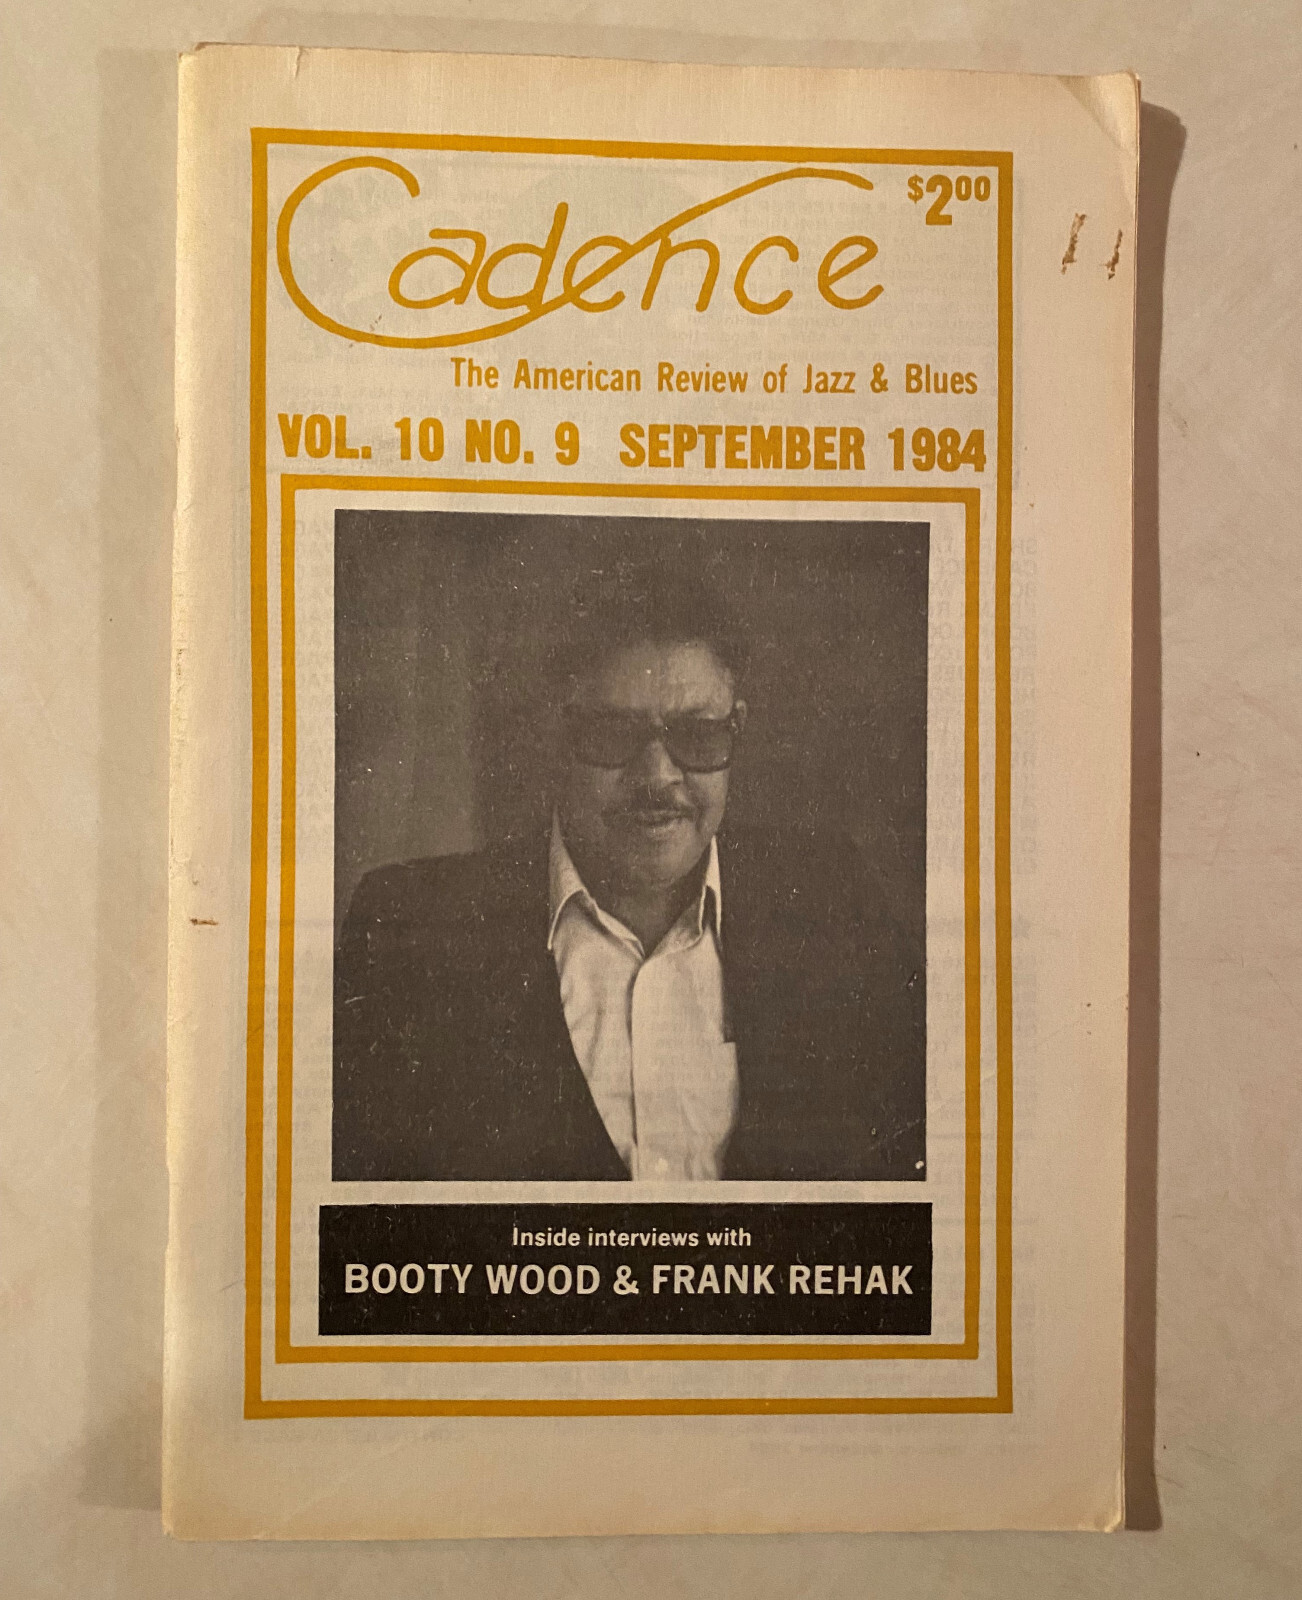 Cadence
$2.00
The American Review of Jazz & Blues
VOL. 10 NO. 9 SEPTEMBER 1984
Inside interviews with
BOOTY WOOD & FRANK REHAK